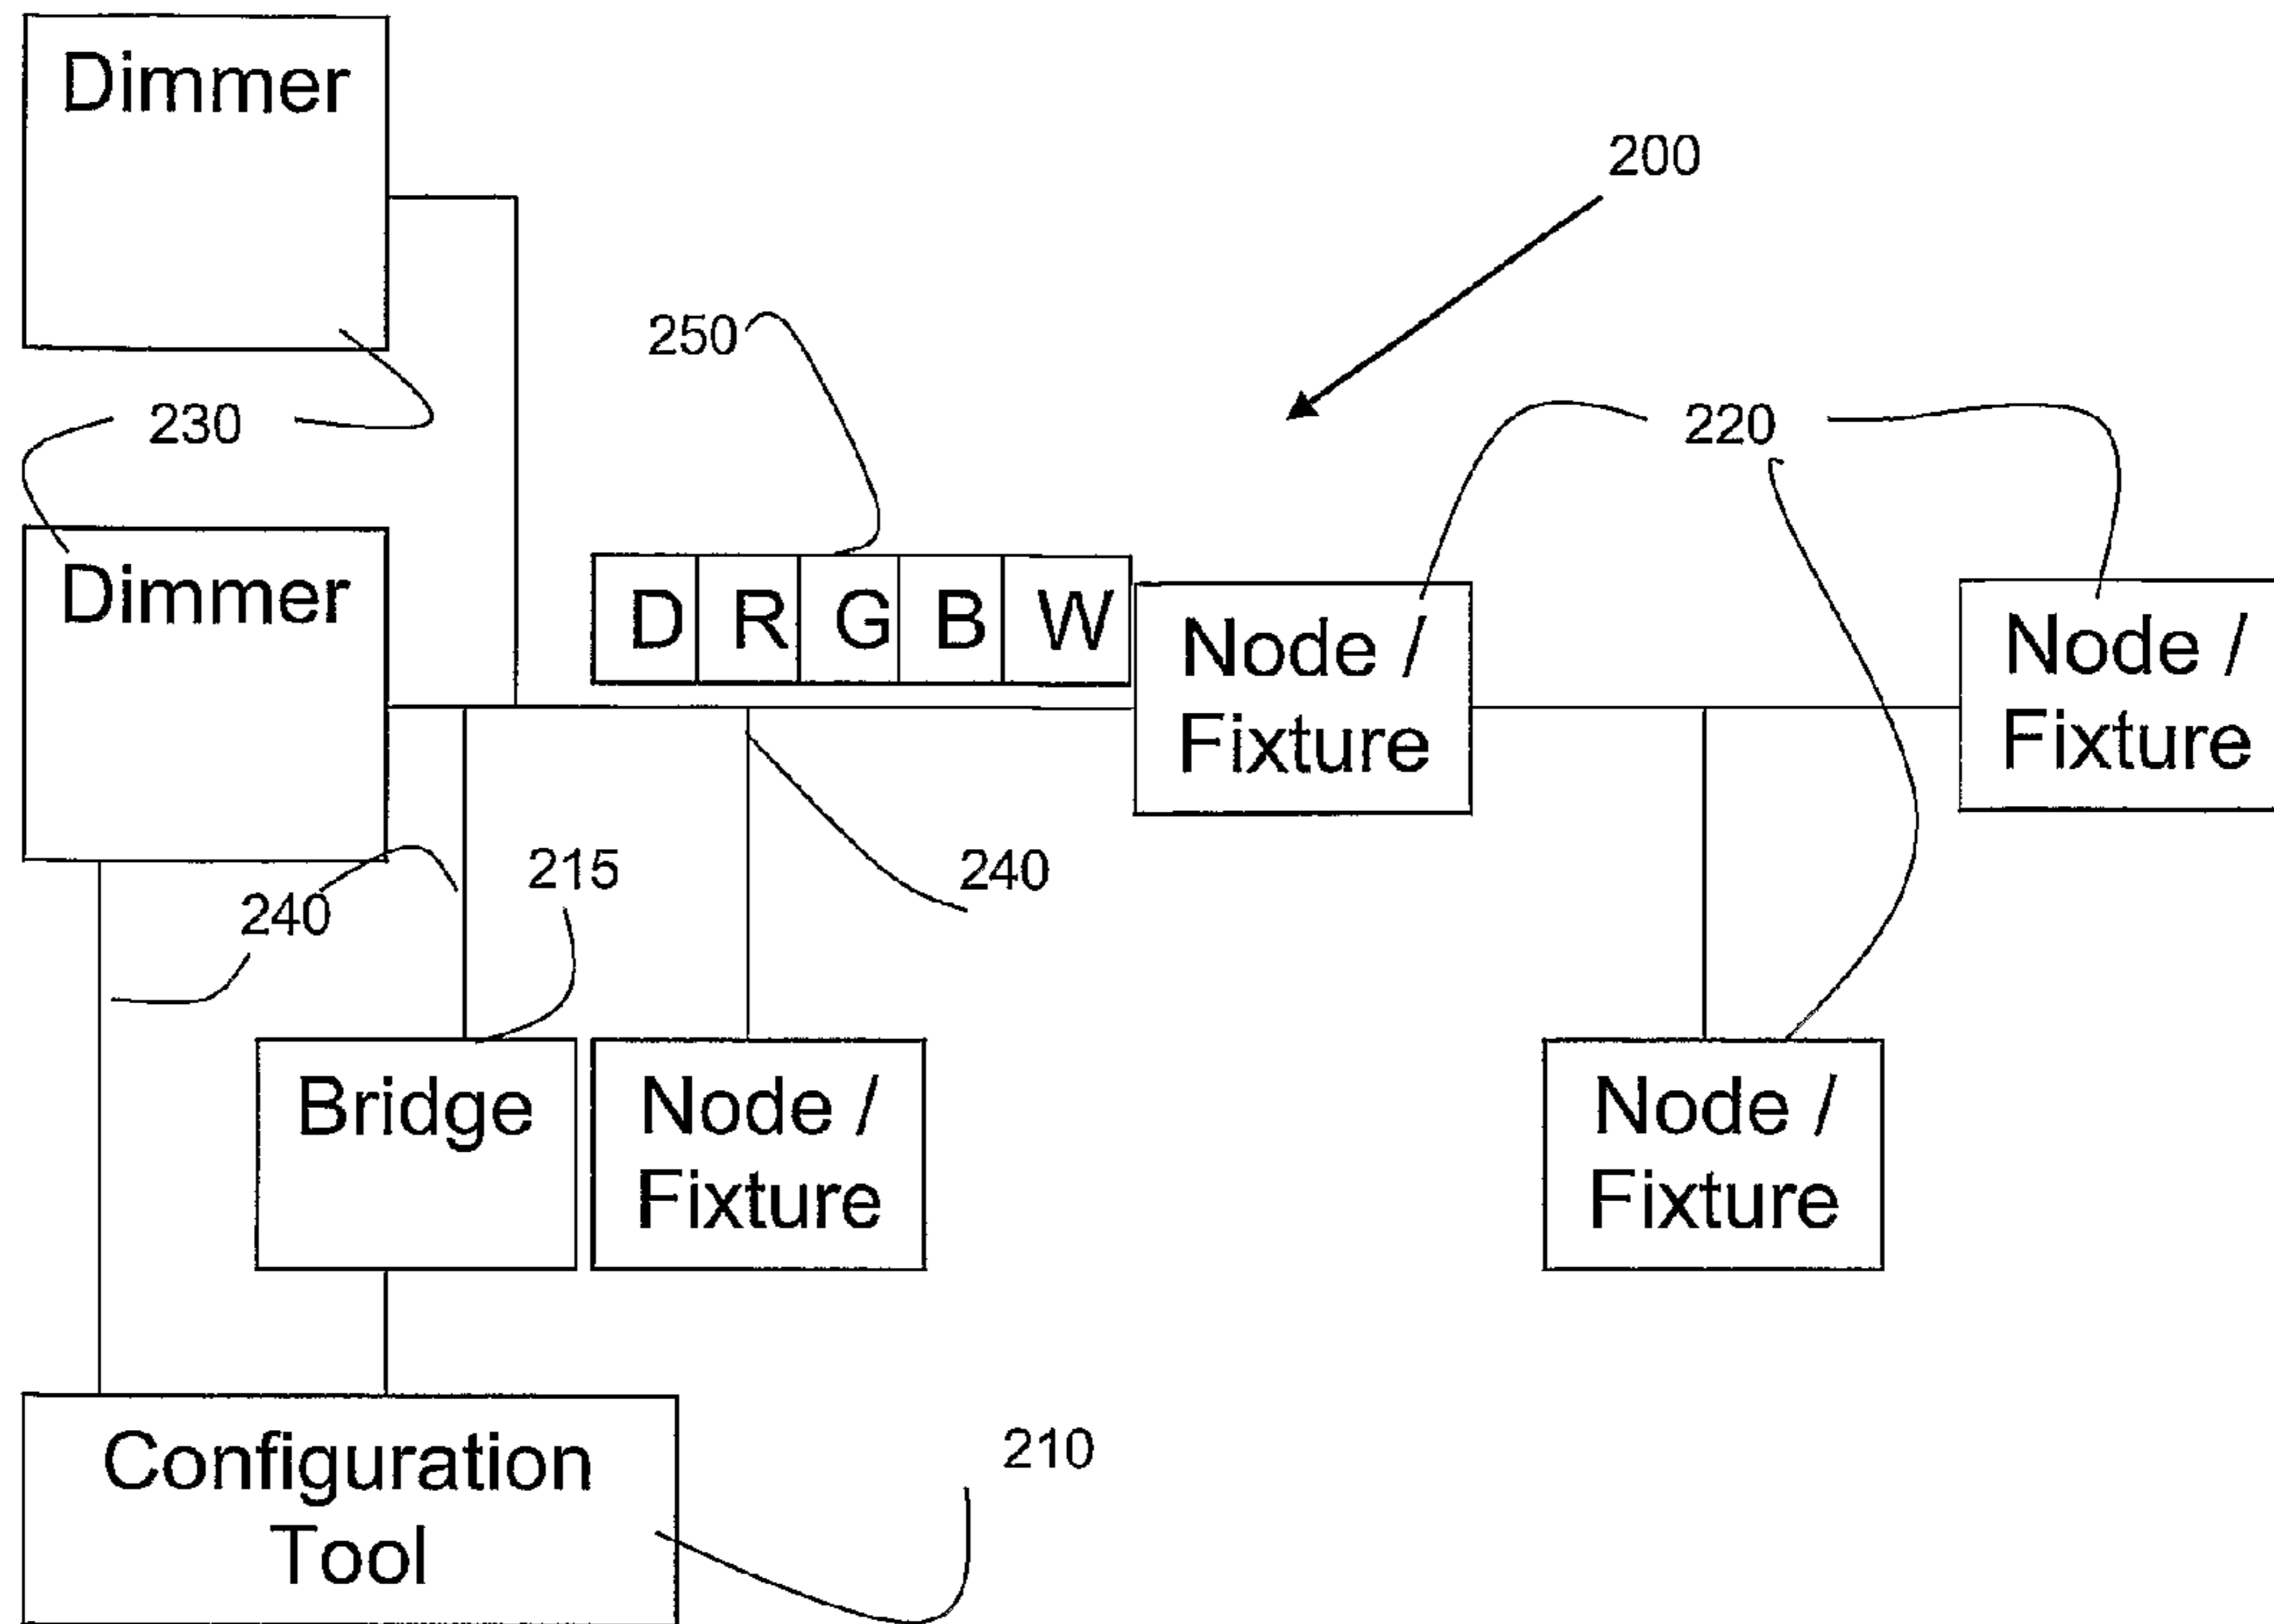 Dimmer
200
250
230
220
Dimmer
D R G B W
Node /
Fixture
Node /
Fixture
240
215
240
Bridge
Node /
Fixture
Node /
Fixture
Configuration
Tool
210